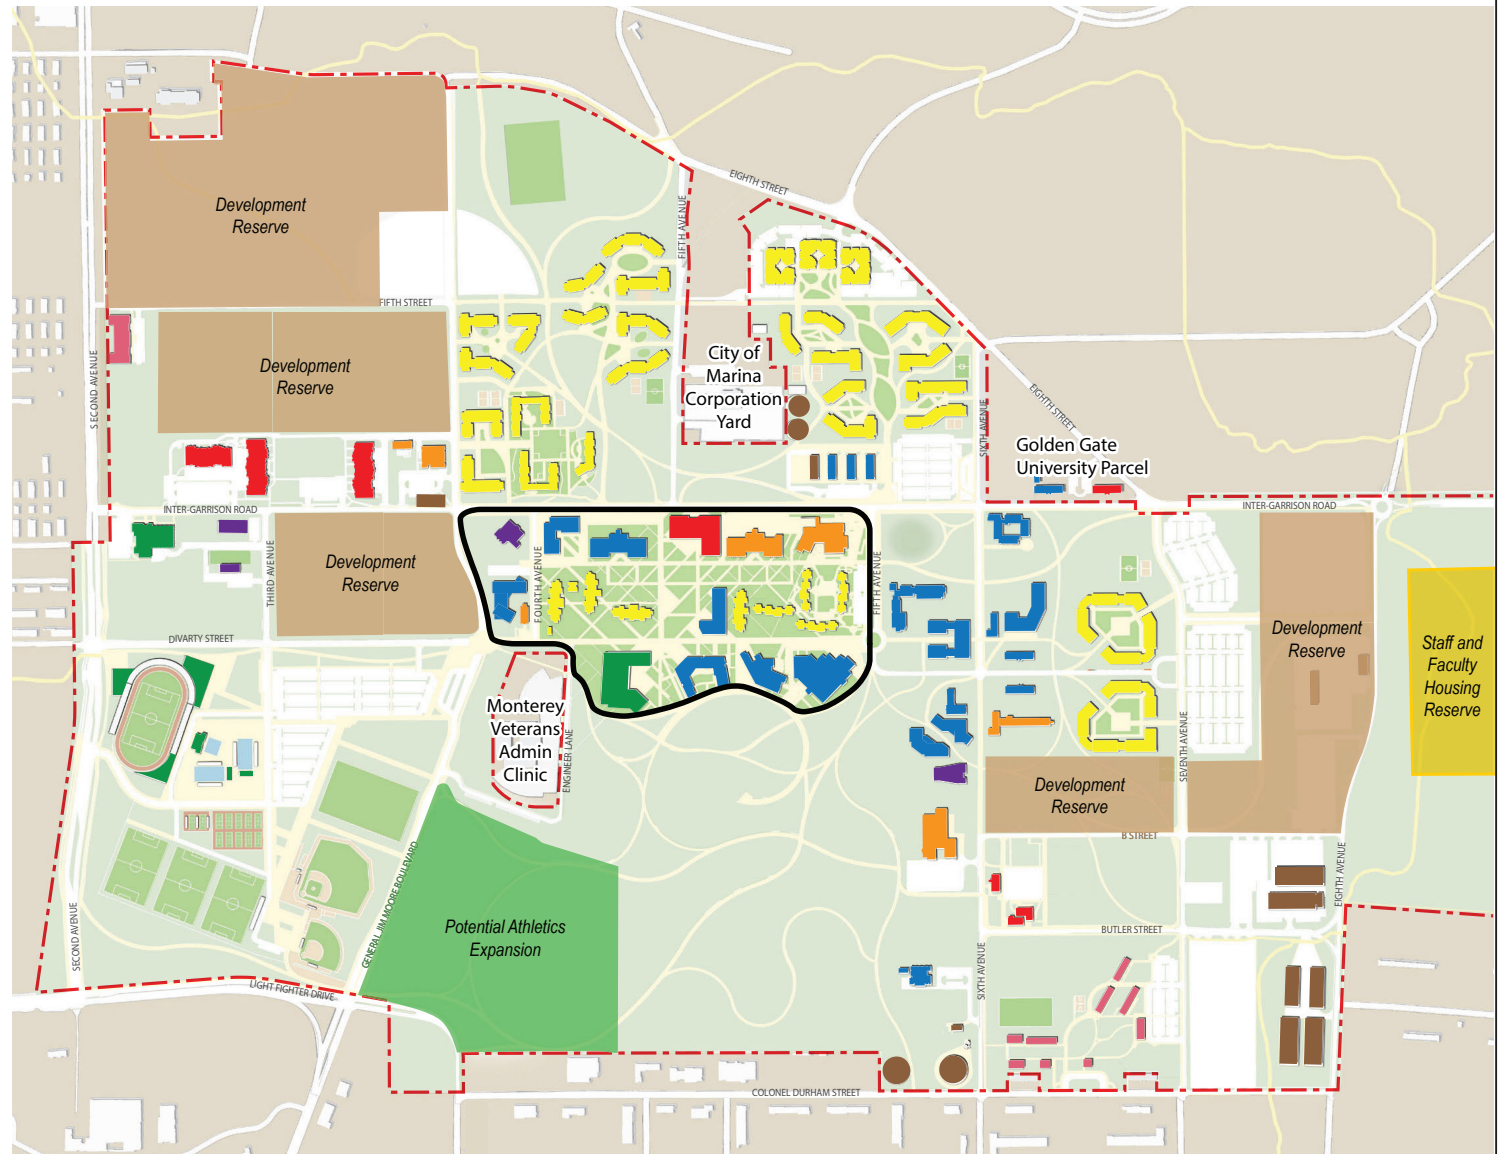 EIGHTH STREET
Development
Reserve
FIFTH AVENUE
FIFTH STREET
SECOND AVENUE
Development
Reserve
City of
Marina
Corporation
Yard
EIGHTH STREET
SIXTH AVENUE
Golden Gate
University Parcel
INTER-GARRISON ROAD
INTER-GARRISON ROAD
THIRD AVENUE
Development
Reserve
FOURTH AVENUE
FIFTH AVENUE
DIVARTY STREET
Development
Reserve
Staff and
Faculty
Housing
Reserve
Monterey
Veterans
Admin
Clinic
ENGINEER LANE
SEVENTH AVENUE
Development
Reserve
B STREET
GENERAL JIM MOORE BOULEVARD
EIGHTH AVENUE
Potential Athletics
Expansion
SECOND AVENUE
BUTLER STREET
SIXTH AVENUE
LIGHT FIGHTER DRIVE
COLONEL DURHAM STREET